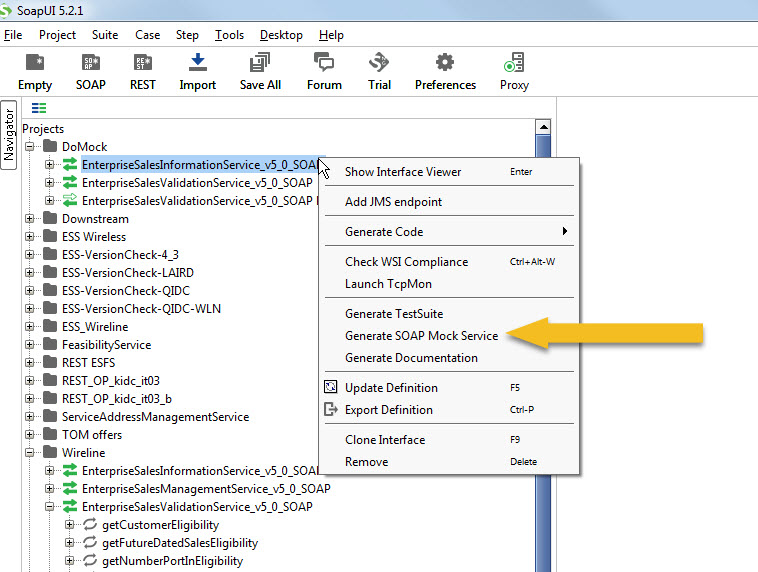 SoapUI 5.2.1
File Project Suite Case Step Tools Desktop Help
Empty SOAP REST Import Save All Forum Trial Preferences Proxy
Navigator
Projects
DoMock
EnterpriseSalesInformationService_v5_0_SOAP
EnterpriseSalesValidationService_v5_0_SOAP
EnterpriseSalesValidationService_v5_0_SOAP
Downstream
ESS Wireless
ESS-VersionCheck-4_3
ESS-VersionCheck-LAIRD
ESS-VersionCheck-QIDC
ESS-VersionCheck-QIDC-WLN
ESS_Wireline
FeasibilityService
REST ESFS
REST_OP_kidc_it03
REST_OP_kidc_it03_b
ServiceAddressManagementService
TOM offers
Wireline
EnterpriseSalesInformationService_v5_0_SOAP
EnterpriseSalesManagementService_v5_0_SOAP
EnterpriseSalesValidationService_v5_0_SOAP
getCustomerEligibility
getFutureDatedSalesEligibility
getNumberPortInEligibility
Show Interface Viewer Enter
Add JMS endpoint
Generate Code
Check WSI Compliance Ctrl+Alt-W
Launch TcpMon
Generate TestSuite
Generate SOAP Mock Service
Generate Documentation
Update Definition F5
Export Definition Ctrl-P
Clone Interface F9
Remove Delete